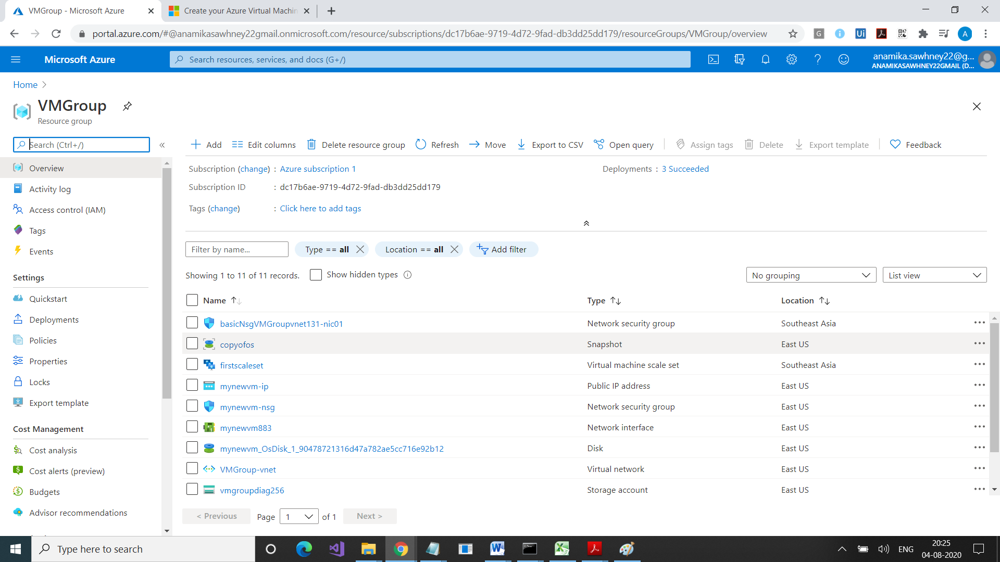 VMGroup - Microsoft Azure
Create your Azure Virtual Machin
portal.azure.com/#@anamikasawhney22gmail.onmicrosoft.com/resource/subscriptions/dc17b6ae-9719-4d72-9fad-db3dd25dd179/resourceGroups/VMGroup/overview
G
Ui
A
Microsoft Azure
Search resources, services, and docs (G+/)
anamika.sawhney22@g...
ANAMIKASAWHNEY22GMAIL (D...
Home
VMGroup
Resource group
Search (Ctrl+/)
Add
Edit columns
Delete resource group
Refresh
Move
Export to CSV
Open query
Assign tags
Delete
Export template
Feedback
Overview
Activity log
Access control (IAM)
Tags
Events
Settings
Quickstart
Deployments
Policies
Properties
Locks
Export template
Cost Management
Cost analysis
Cost alerts (preview)
Budgets
Advisor recommendations
Subscription (change) : Azure subscription 1
Deployments : 3 Succeeded
Subscription ID : dc17b6ae-9719-4d72-9fad-db3dd25dd179
Tags (change) : Click here to add tags
Filter by name...
Type == all
Location == all
Add filter
Showing 1 to 11 of 11 records.
Show hidden types
No grouping
List view
Name Type Location
basicNsgVMGroupvnet131-nic01 Network security group Southeast Asia
copyofos Snapshot East US
firstscaleset Virtual machine scale set Southeast Asia
mynewvm-ip Public IP address East US
mynewvm-nsg Network security group East US
mynewvm883 Network interface East US
mynewvm_OsDisk_1_90478721316d47a782ae5cc716e92b12 Disk East US
VMGroup-vnet Virtual network East US
vmgroupdiag256 Storage account East US
< Previous
Page 1 of 1
Next >
Type here to search
ENG
20:25
04-08-2020